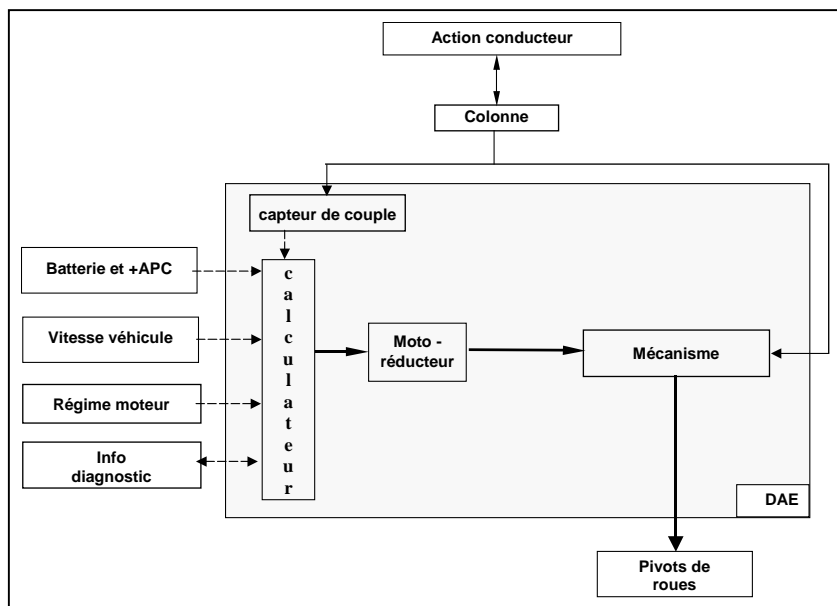 Action conducteur
Colonne
capteur de couple
Batterie et +APC
calculateur
Vitesse véhicule
Moto -
réducteur
Mécanisme
Régime moteur
Info
diagnostic
DAE
Pivots de
roues